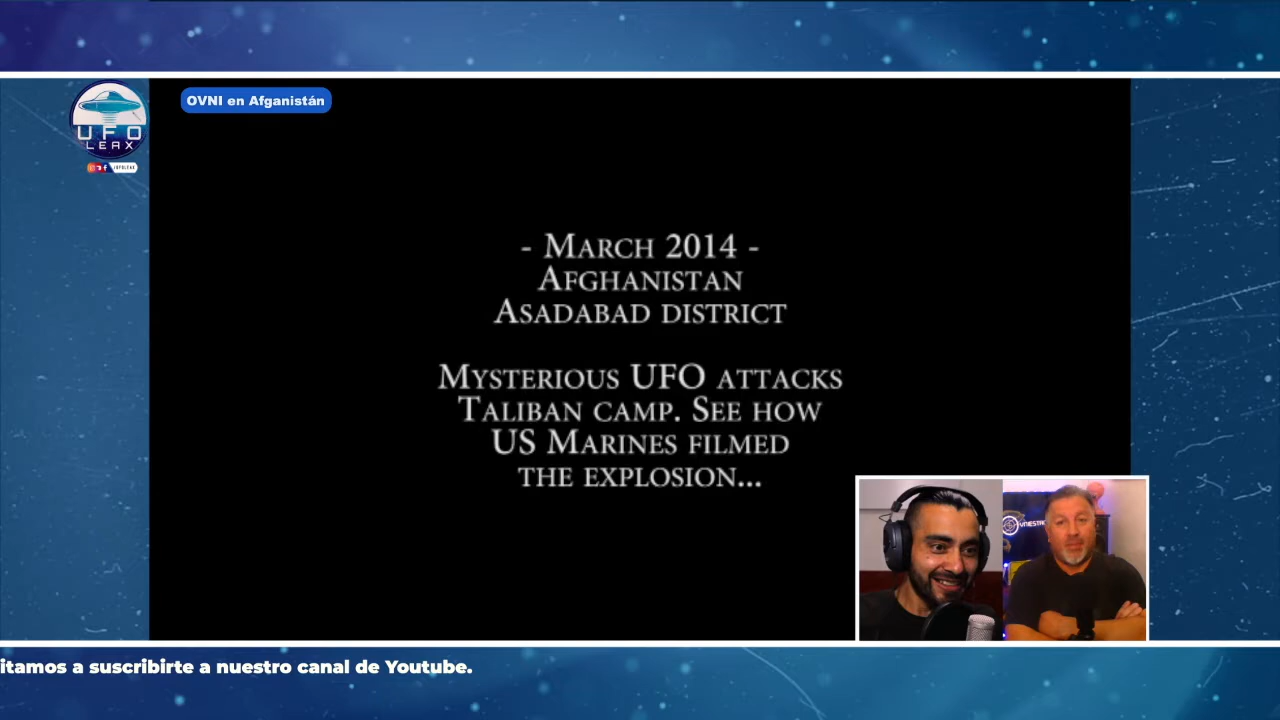 OVNI en Afganistán
UFO
LEAX
- March 2014 -
Afghanistan
Asadabad district
Mysterious UFO attacks
Taliban camp. See how
US Marines filmed
the explosion...
itamos a suscribirte a nuestro canal de Youtube.